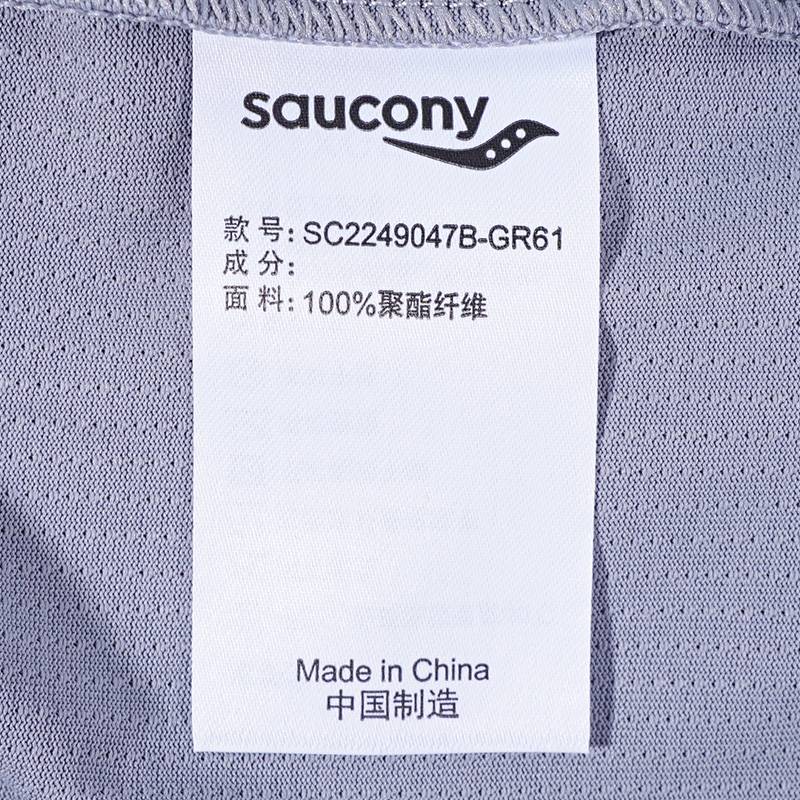 saucony
款 号: SC2249047B-GR61
成 分:
面 料: 100%聚酯纤维
Made in China
中国制造